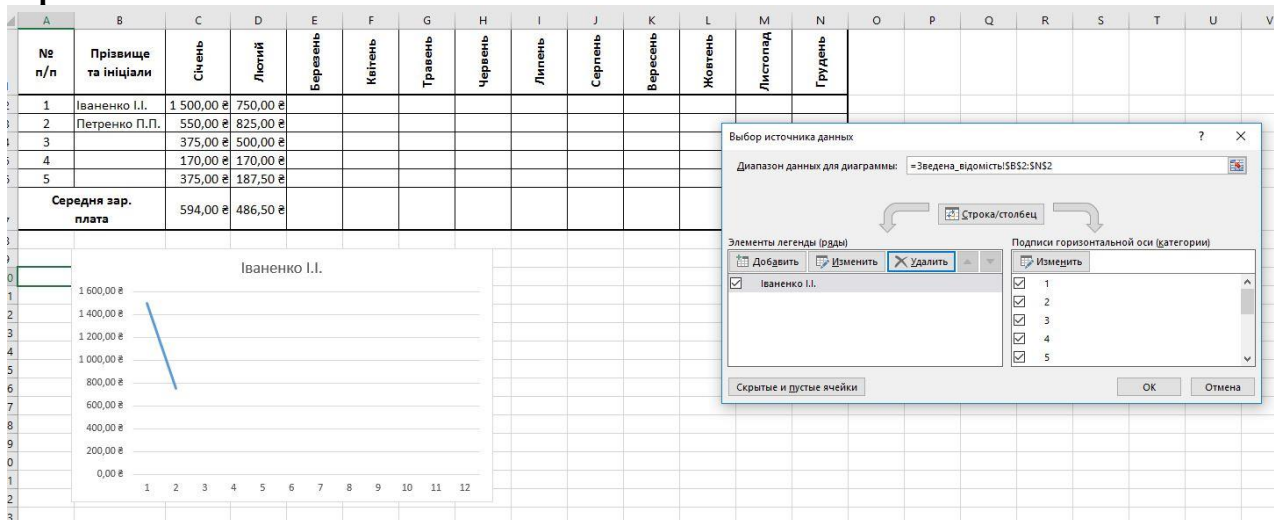 A B C D E F G H I J K L M N O P Q R S T U V
№ п/п Прізвище та ініціали Січень Лютий Березень Квітень Травень Червень Липень Серпень Вересень Жовтень Листопад Грудень
1 Іваненко І.І. 1 500,00 ₴ 750,00 ₴
2 Петренко П.П. 550,00 ₴ 825,00 ₴
3 375,00 ₴ 500,00 ₴
4 170,00 ₴ 170,00 ₴
5 375,00 ₴ 187,50 ₴
Середня зар. плата 594,00 ₴ 486,50 ₴
Іваненко І.І.
1 600,00 ₴
1 400,00 ₴
1 200,00 ₴
1 000,00 ₴
800,00 ₴
600,00 ₴
400,00 ₴
200,00 ₴
0,00 ₴
1 2 3 4 5 6 7 8 9 10 11 12
Выбор источника данных ? ×
Диапазон данных для диаграммы: =Зведена_відомість!$B$2:$N$2
Строка/столбец
Элементы легенды (ряды)
Добавить Изменить Удалить
Іваненко І.І.
Подписи горизонтальной оси (категории)
Изменить
1
2
3
4
5
Скрытые и пустые ячейки
OK Отмена